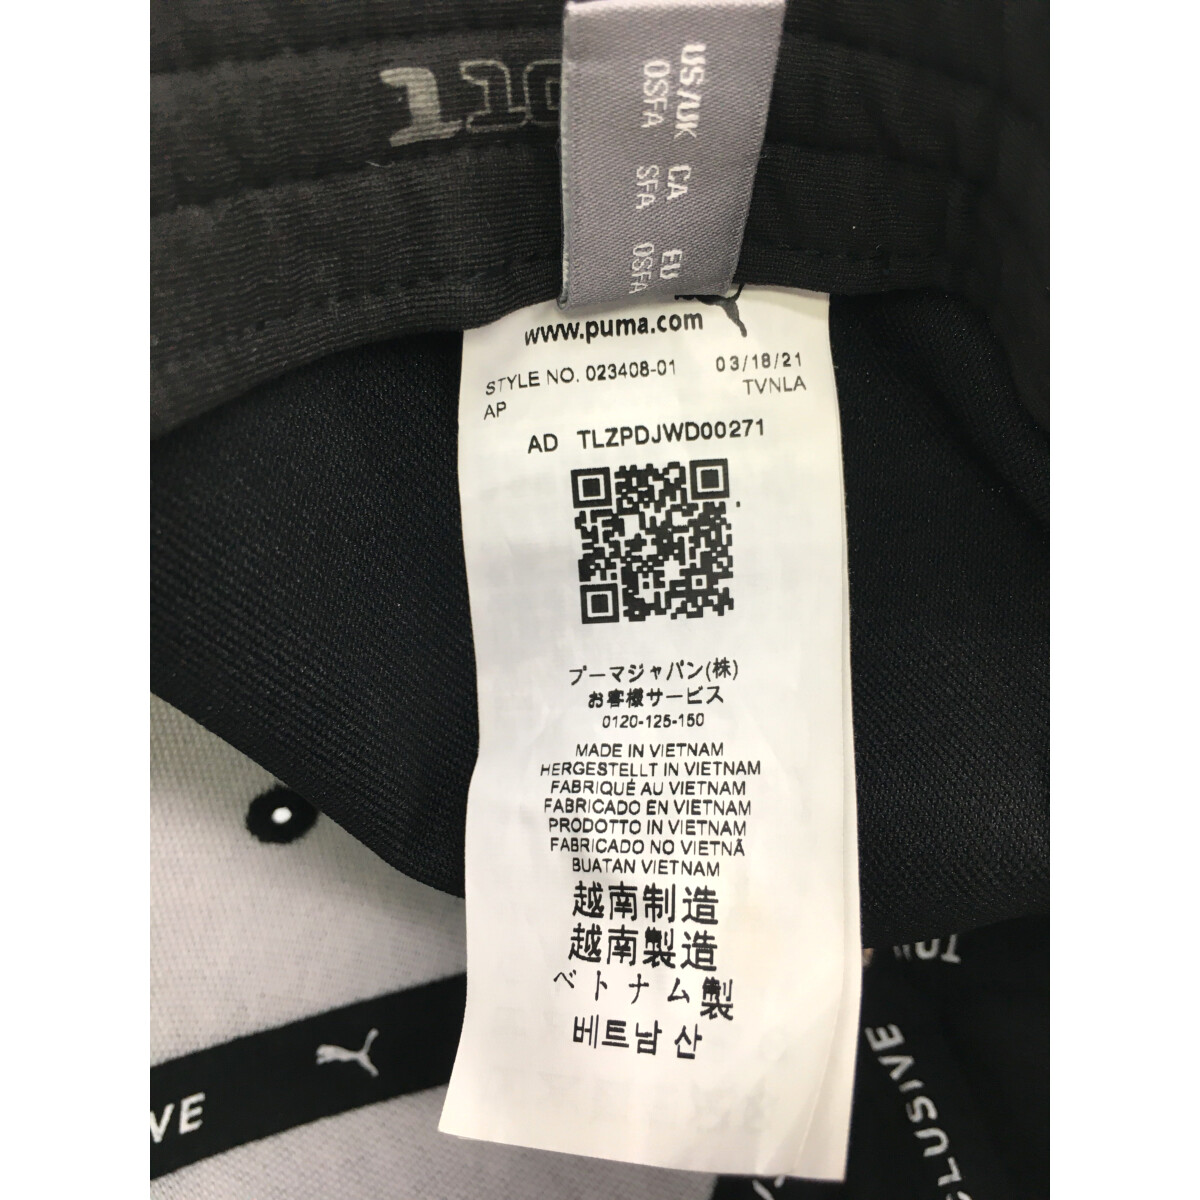 110
US/UK CA EU
OSFA SFA OSFA
www.puma.com
STYLE NO. 023408-01 03/18/21
AP TVNLA
AD TLZPDJWD00271
プーマジャパン(株)
お客様サービス
0120-125-150
MADE IN VIETNAM
HERGESTELLT IN VIETNAM
FABRIQUÉ AU VIETNAM
FABRICADO EN VIETNAM
PRODOTTO IN VIETNAM
FABRICADO NO VIETNÃ
BUATAN VIETNAM
越南制造
越南製造
ベトナム製
베트남 산
VE
CLUSIVE